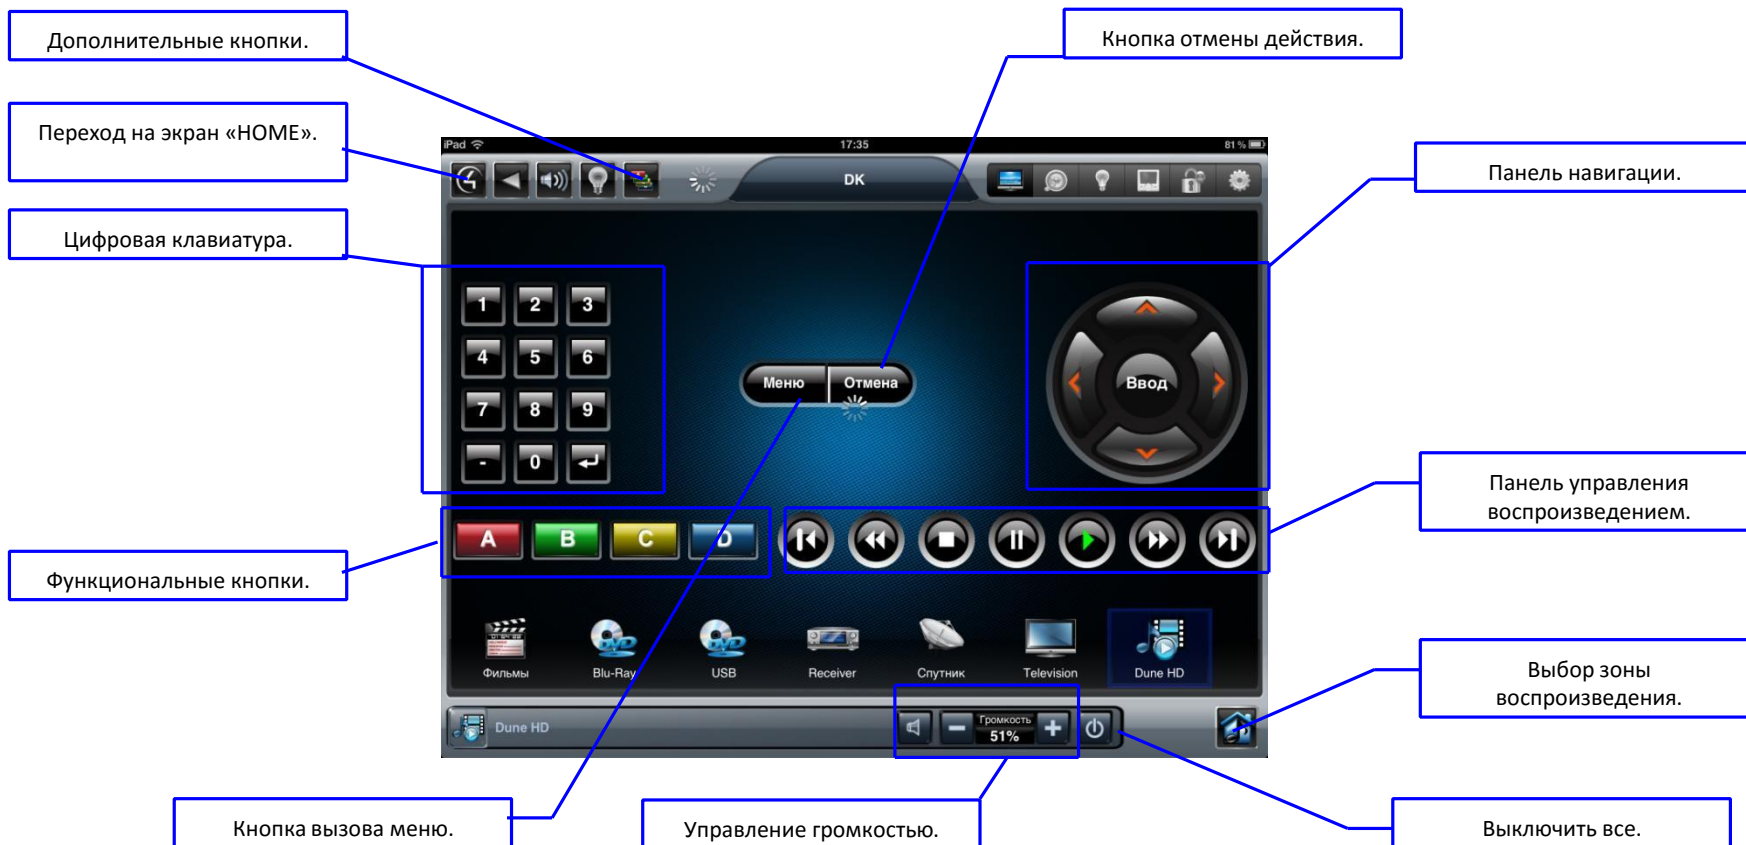 Дополнительные кнопки.
Кнопка отмены действия.
Переход на экран «HOME».
iPad
17:35
81 %
DK
Панель навигации.
Цифровая клавиатура.
1 2 3
4 5 6
7 8 9
- 0
Меню Отмена
Ввод
Панель управления
воспроизведением.
A B C D
Функциональные кнопки.
Фильмы
DVD
Blu-Ray
DVD
USB
Receiver
Спутник
Television
Dune HD
Выбор зоны
воспроизведения.
Dune HD
Громкость
51%
Кнопка вызова меню.
Управление громкостью.
Выключить все.